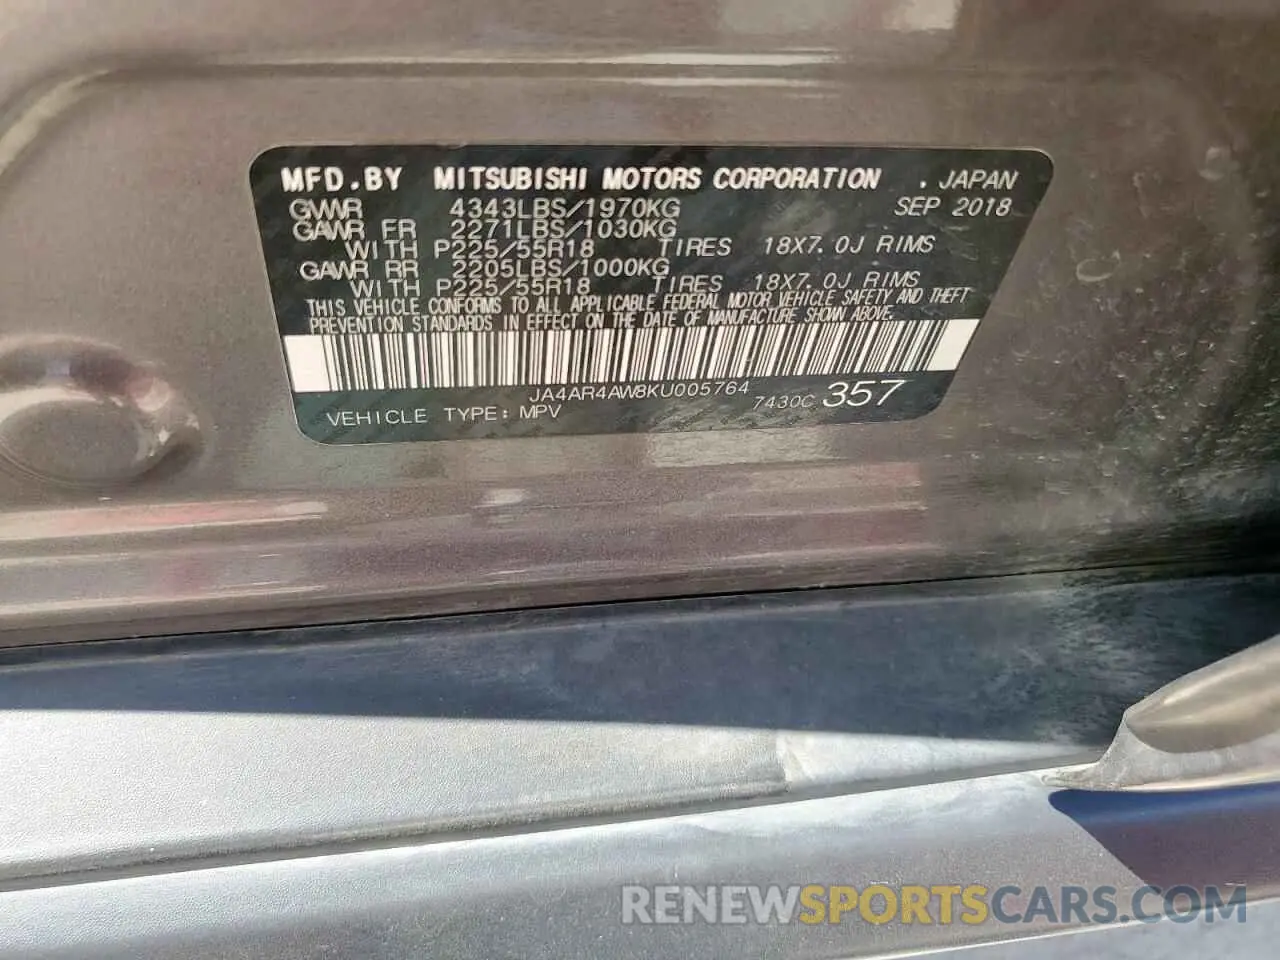 MFD.BY MITSUBISHI MOTORS CORPORATION . JAPAN
GVWR 4343LBS/1970KG SEP 2018
GAWR FR 2271LBS/1030KG
WITH P225/55R18 TIRES 18X7.0J RIMS
GAWR RR 2205LBS/1000KG
WITH P225/55R18 TIRES 18X7.0J RIMS
THIS VEHICLE CONFORMS TO ALL APPLICABLE FEDERAL MOTOR VEHICLE SAFETY AND THEFT
PREVENTION STANDARDS IN EFFECT ON THE DATE OF MANUFACTURE SHOWN ABOVE.
JA4AR4AW8KU005764
VEHICLE TYPE: MPV 7430C 357
RENEWSPORTSCARS.COM